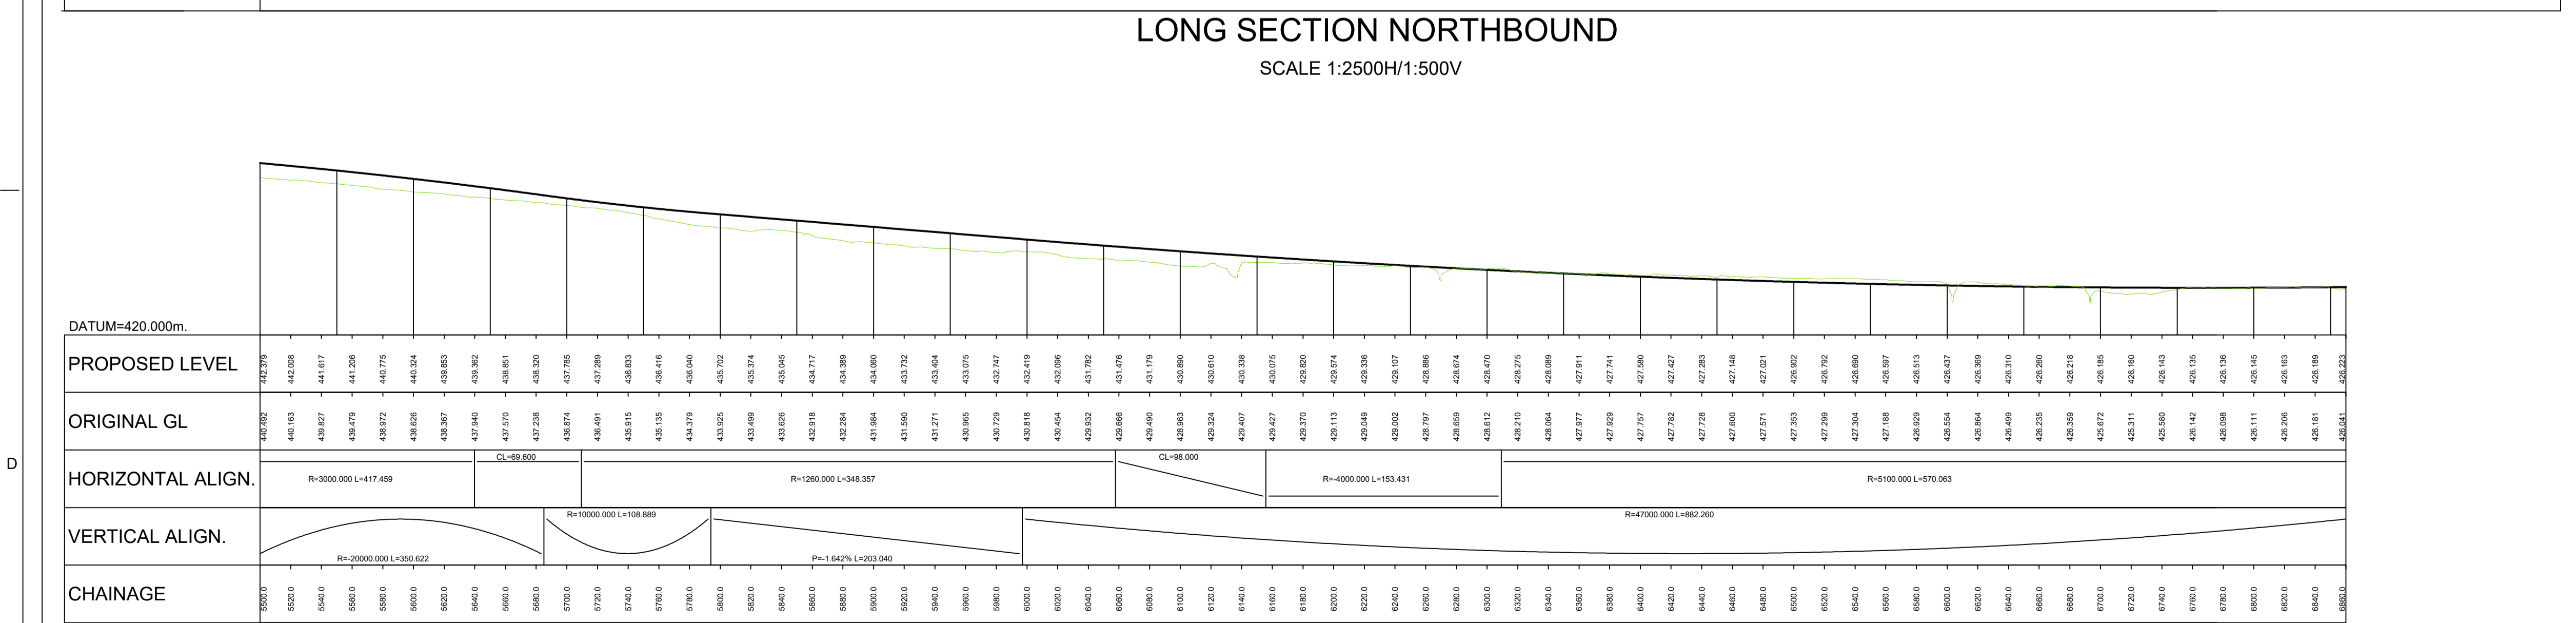 LONG SECTION NORTHBOUND
SCALE 1:2500H/1:500V
DATUM=420.000m.
PROPOSED LEVEL 442.379 442.008 441.617 441.206 440.775 440.324 439.853 439.362 438.851 438.320 437.785 437.289 436.833 436.416 436.040 435.702 435.374 435.045 434.717 434.389 434.060 433.732 433.404 433.075 432.747 432.419 432.096 431.782 431.476 431.179 430.890 430.610 430.338 430.075 429.820 429.574 429.336 429.107 428.886 428.674 428.470 428.275 428.089 427.911 427.741 427.580 427.427 427.283 427.148 427.021 426.902 426.792 426.690 426.597 426.513 426.437 426.369 426.310 426.260 426.218 426.185 426.160 426.143 426.135 426.136 426.145 426.163 426.189 426.223
ORIGINAL GL 440.492 440.163 439.827 439.479 438.972 438.626 438.367 437.940 437.570 437.238 436.874 436.491 435.915 435.135 434.379 433.925 433.499 433.626 432.918 432.284 431.984 431.590 431.271 430.965 430.729 430.818 430.454 429.932 429.666 429.490 428.963 429.324 429.407 429.427 429.370 429.113 429.049 429.002 428.797 428.659 428.612 428.210 428.064 427.977 427.929 427.757 427.782 427.728 427.600 427.571 427.353 427.299 427.304 427.188 426.929 426.554 426.864 426.499 426.235 426.359 425.672 425.311 425.580 426.142 426.098 426.111 426.206 426.181 426.041
D
CL=69.600 CL=98.000
HORIZONTAL ALIGN. R=3000.000 L=417.459 R=1260.000 L=348.357 R=-4000.000 L=153.431 R=5100.000 L=570.063
R=10000.000 L=108.889 R=47000.000 L=882.260
VERTICAL ALIGN.
R=-20000.000 L=350.622 P=-1.642% L=203.040
CHAINAGE 5500.0 5520.0 5540.0 5560.0 5580.0 5600.0 5620.0 5640.0 5660.0 5680.0 5700.0 5720.0 5740.0 5760.0 5780.0 5800.0 5820.0 5840.0 5860.0 5880.0 5900.0 5920.0 5940.0 5960.0 5980.0 6000.0 6020.0 6040.0 6060.0 6080.0 6100.0 6120.0 6140.0 6160.0 6180.0 6200.0 6220.0 6240.0 6260.0 6280.0 6300.0 6320.0 6340.0 6360.0 6380.0 6400.0 6420.0 6440.0 6460.0 6480.0 6500.0 6520.0 6540.0 6560.0 6580.0 6600.0 6620.0 6640.0 6660.0 6680.0 6700.0 6720.0 6740.0 6760.0 6780.0 6800.0 6820.0 6840.0 6860.0